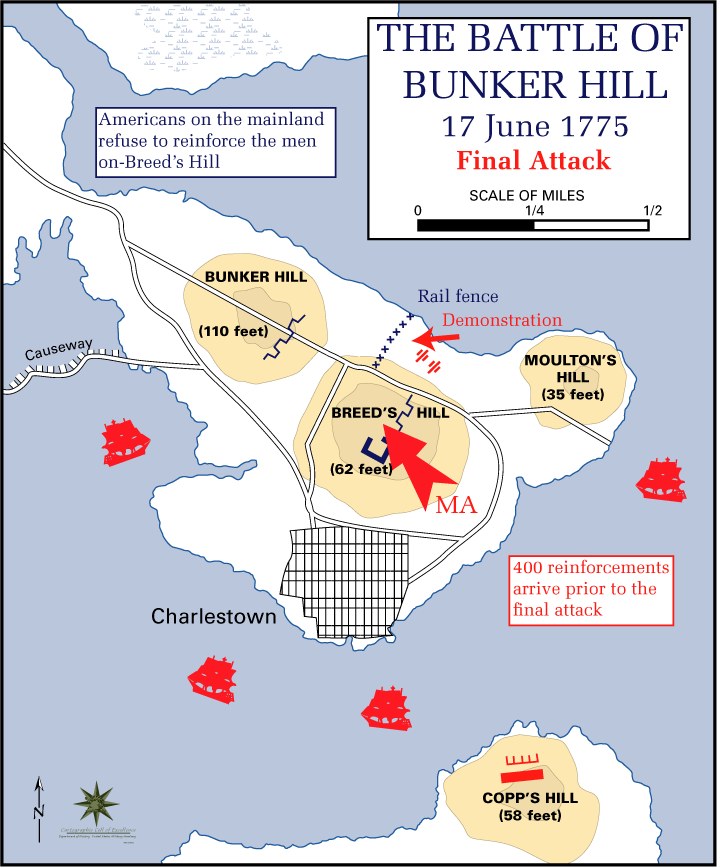 THE BATTLE OF
BUNKER HILL
17 June 1775
Final Attack
SCALE OF MILES
0 1/4 1/2
Americans on the mainland
refuse to reinforce the men
on-Breed's Hill
BUNKER HILL
(110 feet)
Rail fence
Demonstration
Causeway
MOULTON'S
HILL
(35 feet)
BREED'S HILL
(62 feet)
MA
400 reinforcements
arrive prior to the
final attack
Charlestown
COPP'S HILL
(58 feet)
N